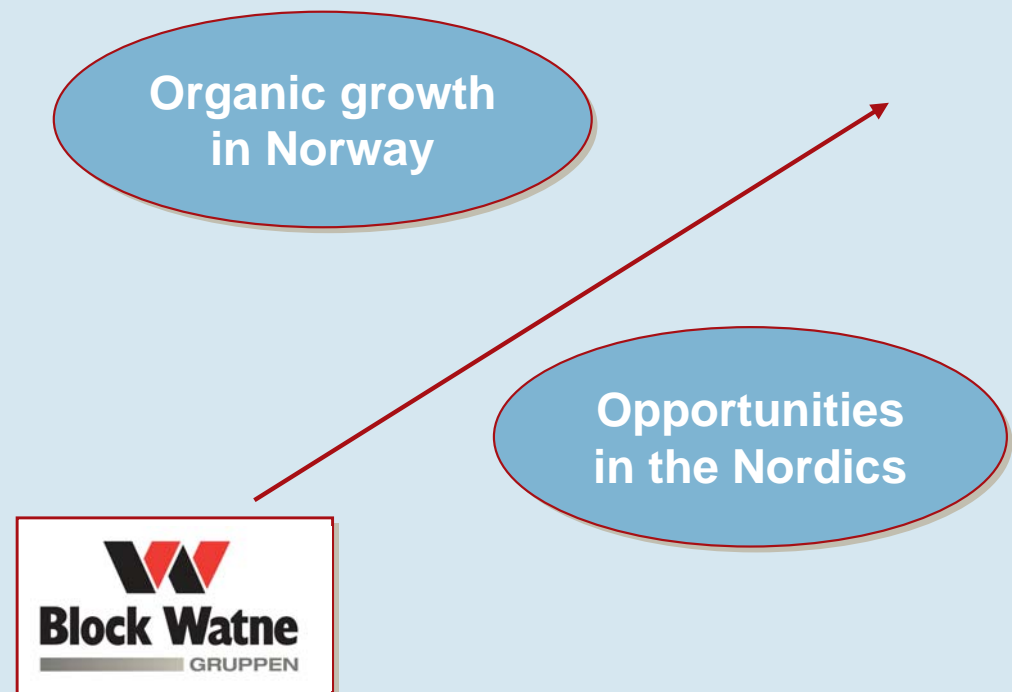 Organic growth
in Norway
Opportunities
in the Nordics
Block Watne
GRUPPEN